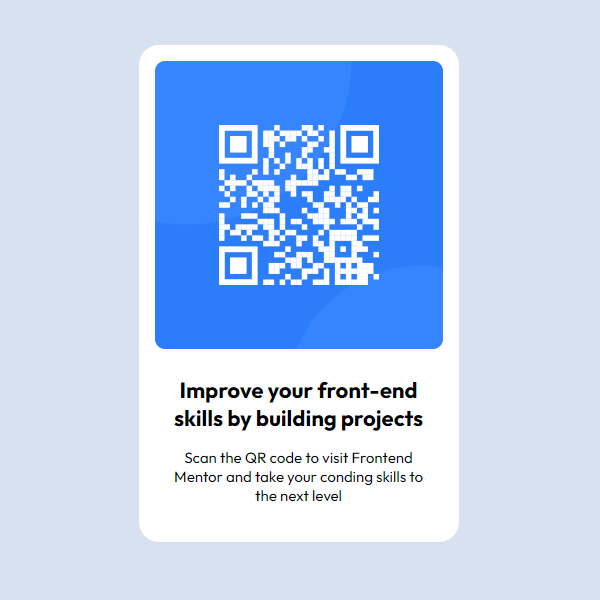 Improve your front-end
skills by building projects
Scan the QR code to visit Frontend
Mentor and take your conding skills to
the next level